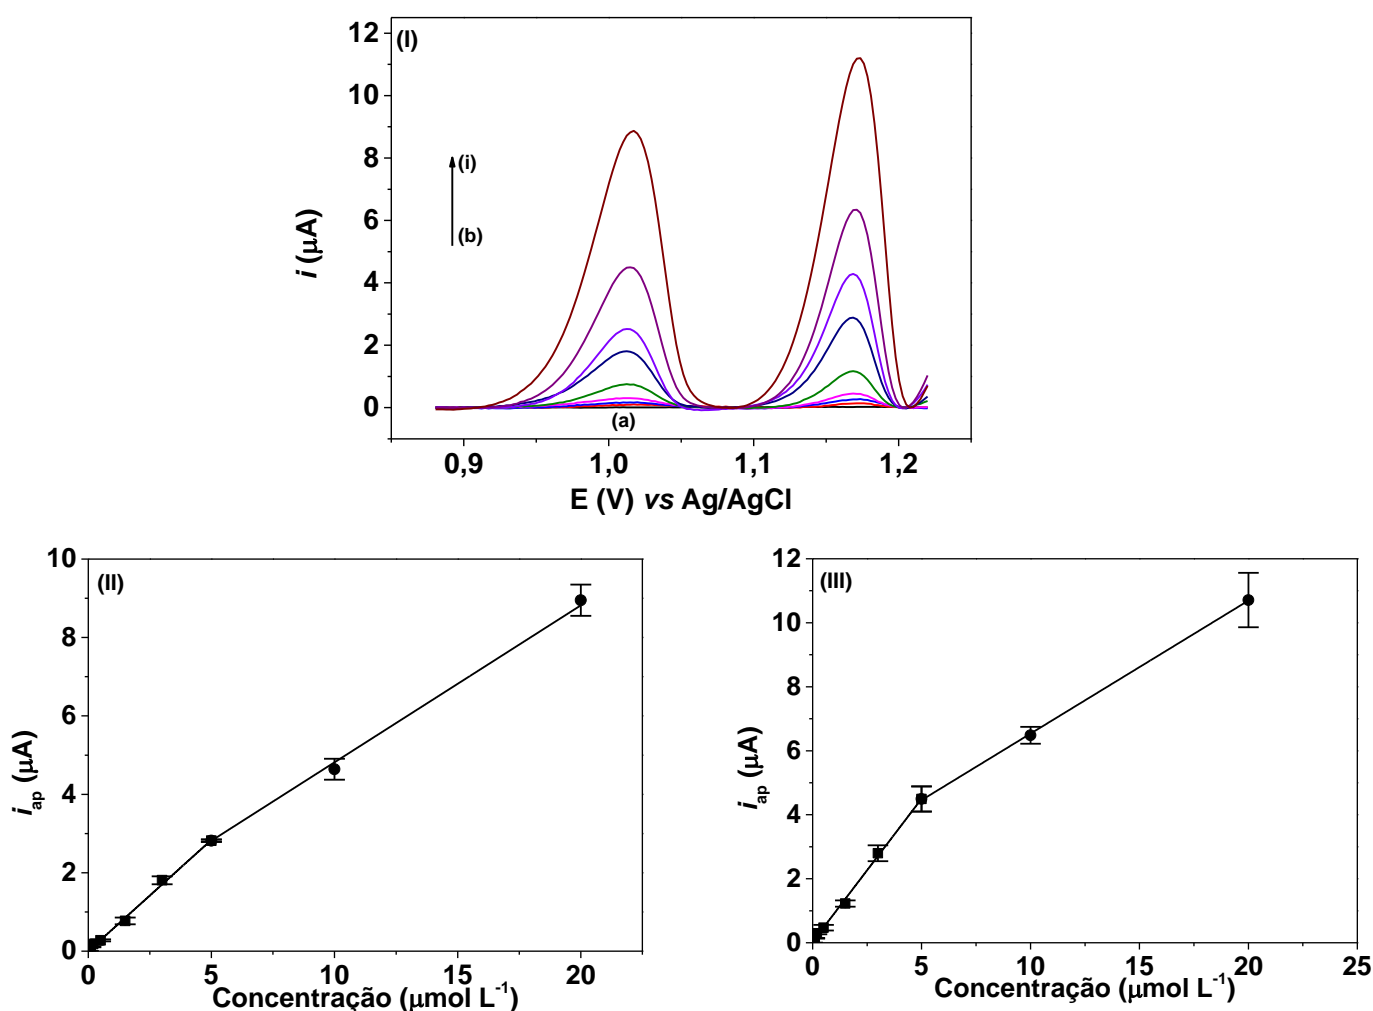 (I)
12
10
8
6
4
2
0
i (μA)
(i)
(b)
(a)
0,9 1,0 1,1 1,2
E (V) vs Ag/AgCl
(II)
10
8
6
4
2
0
i_ap (μA)
0 5 10 15 20
Concentração (μmol L⁻¹)
(III)
12
10
8
6
4
2
0
i_ap (μA)
0 5 10 15 20 25
Concentração (μmol L⁻¹)